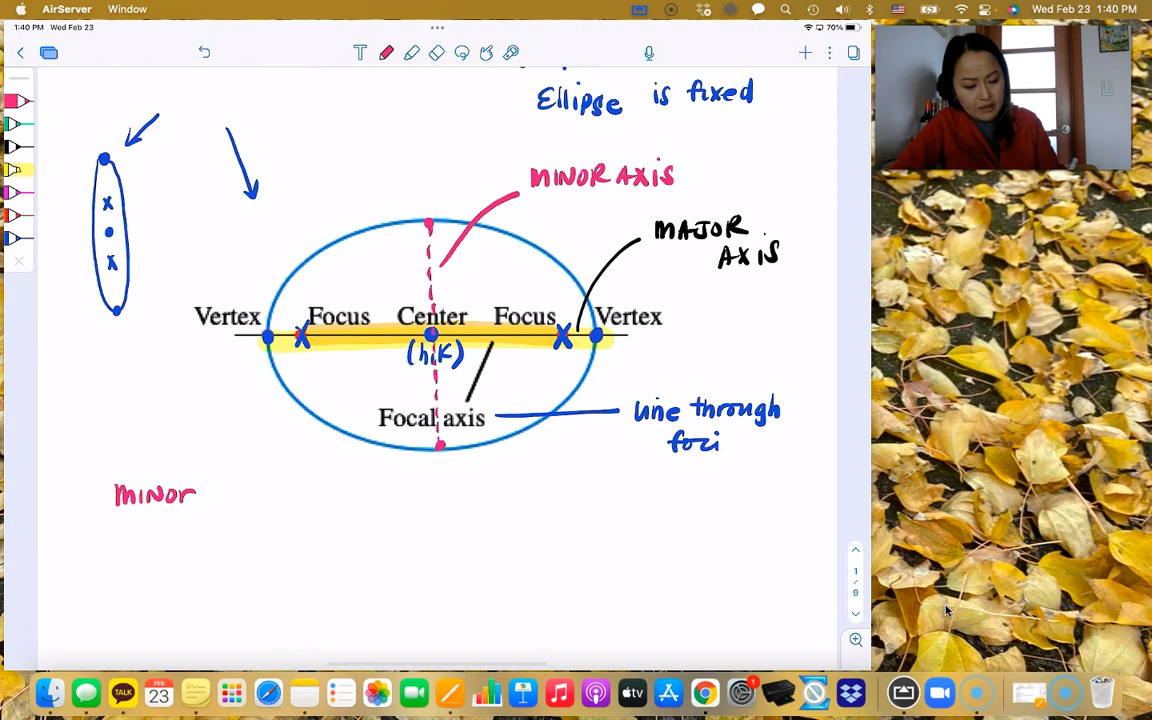 AirServer Window
Wed Feb 23 1:40 PM
1:40 PM Wed Feb 23
70%
Ellipse is fixed
MINOR AXIS
MAJOR
AXIS
Vertex Focus Center Focus Vertex
(h,k)
Focal axis
line through
foci
MINOR
1
9
TALK
FEB
23
tv
1